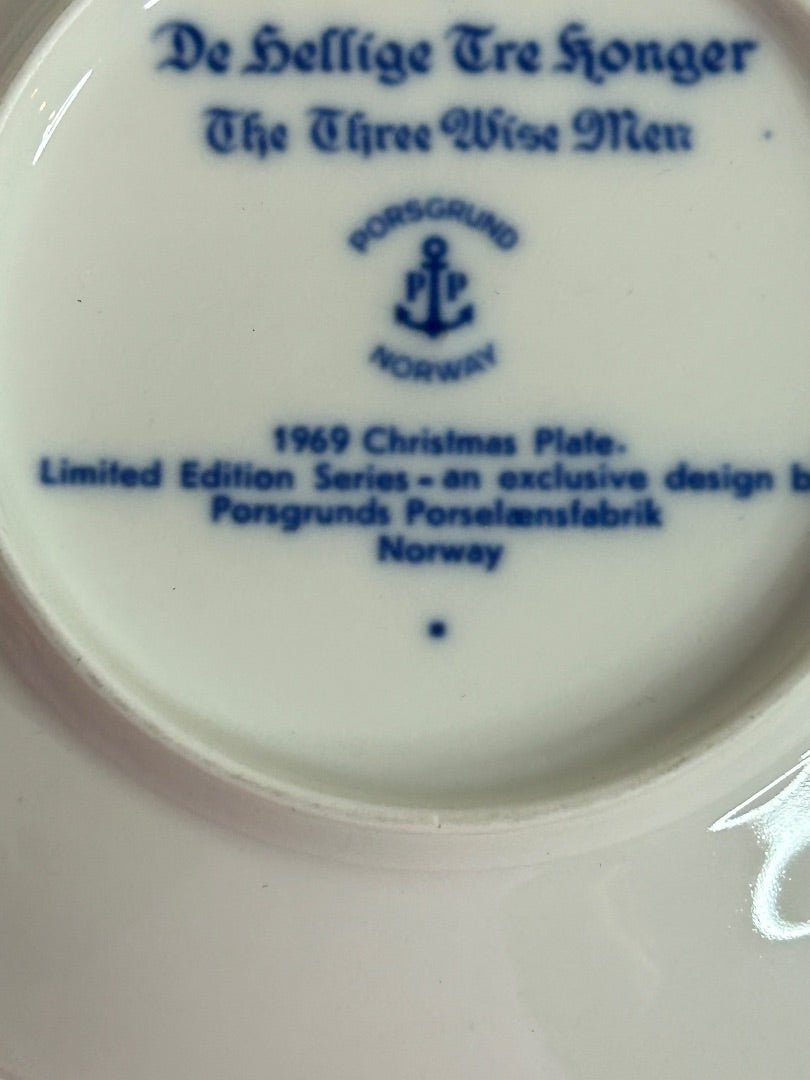 De Hellige Tre Konger
The Three Wise Men
PORSGRUND
P P
NORWAY
1969 Christmas Plate.
Limited Edition Series - an exclusive design b
Porsgrunds Porselænsfabrik
Norway